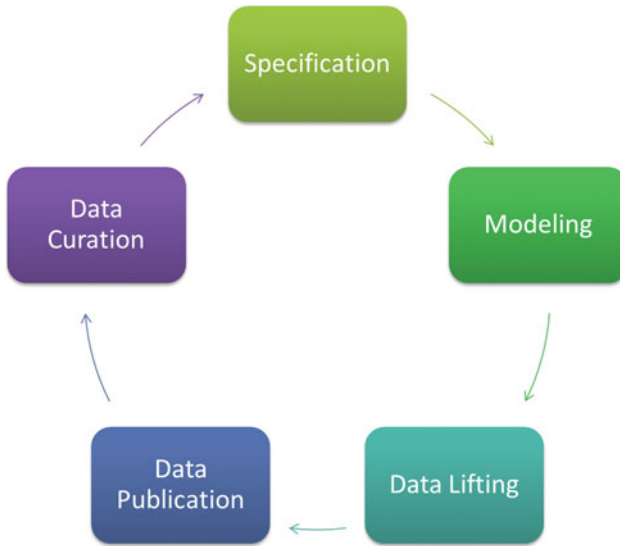 Specification
Modeling
Data Lifting
Data
Publication
Data
Curation